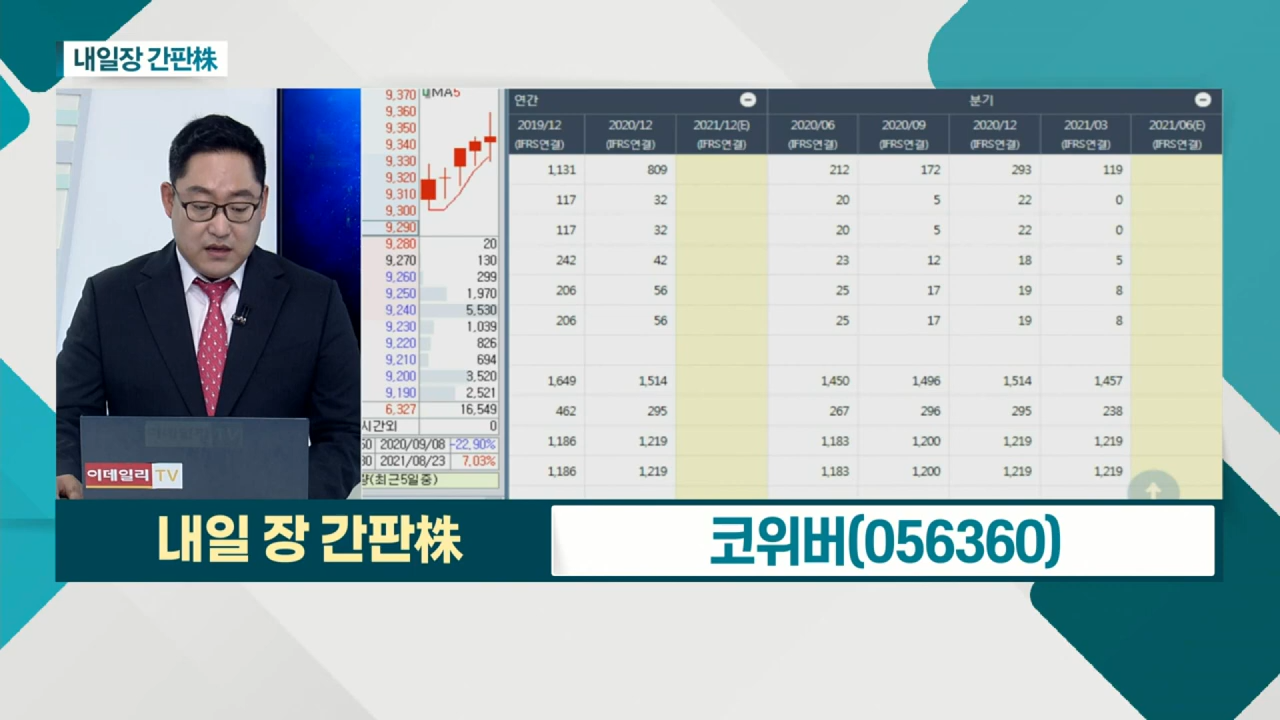 내일장 간판株
9,370
MA5
9,360
9,350
9,340
9,330
9,320
9,310
9,300
9,290
9,280 20
9,270 130
9,260 299
9,250 1,970
9,240 5,530
9,230 1,039
9,220 826
9,210 694
9,200 3,520
9,190 2,521
6,327 16,549
시간외 0
2020/09/08 -22,90%
2021/08/23 7,03%
(최근5일중)
연간 분기
2019/12 2020/12 2021/12(E) 2020/06 2020/09 2020/12 2021/03 2021/06(E)
(IFRS연결) (IFRS연결) (IFRS연결) (IFRS연결) (IFRS연결) (IFRS연결) (IFRS연결) (IFRS연결)
1,131 809 212 172 293 119
117 32 20 5 22 0
117 32 20 5 22 0
242 42 23 12 18 5
206 56 25 17 19 8
206 56 25 17 19 8
1,649 1,514 1,450 1,496 1,514 1,457
462 295 267 296 295 238
1,186 1,219 1,183 1,200 1,219 1,219
1,186 1,219 1,183 1,200 1,219 1,219
이데일리 TV
내일 장 간판株
코위버(056360)